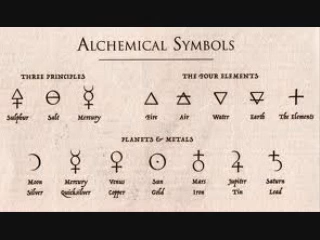 ALCHEMICAL SYMBOLS
THREE PRINCIPLES
THE FOUR ELEMENTS
Sulphur Salt Mercury Fire Air Water Earth The Elements
PLANETS & METALS
Moon Mercury Venus Sun Mars Jupiter Saturn
Silver Quicksilver Copper Gold Iron Tin Lead